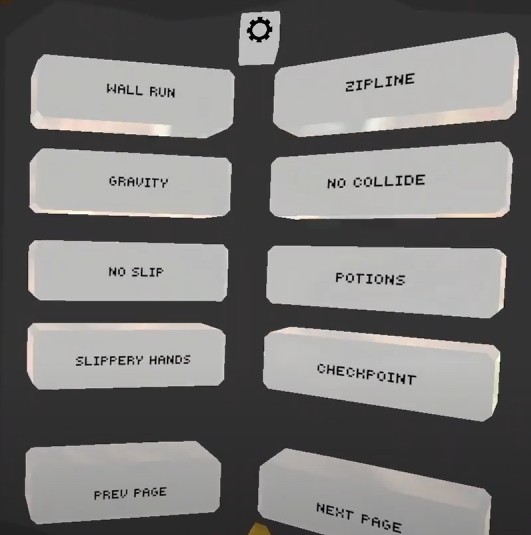 WALL RUN
ZIPLINE
GRAVITY
NO COLLIDE
NO SLIP
POTIONS
SLIPPERY HANDS
CHECKPOINT
PREV PAGE
NEXT PAGE